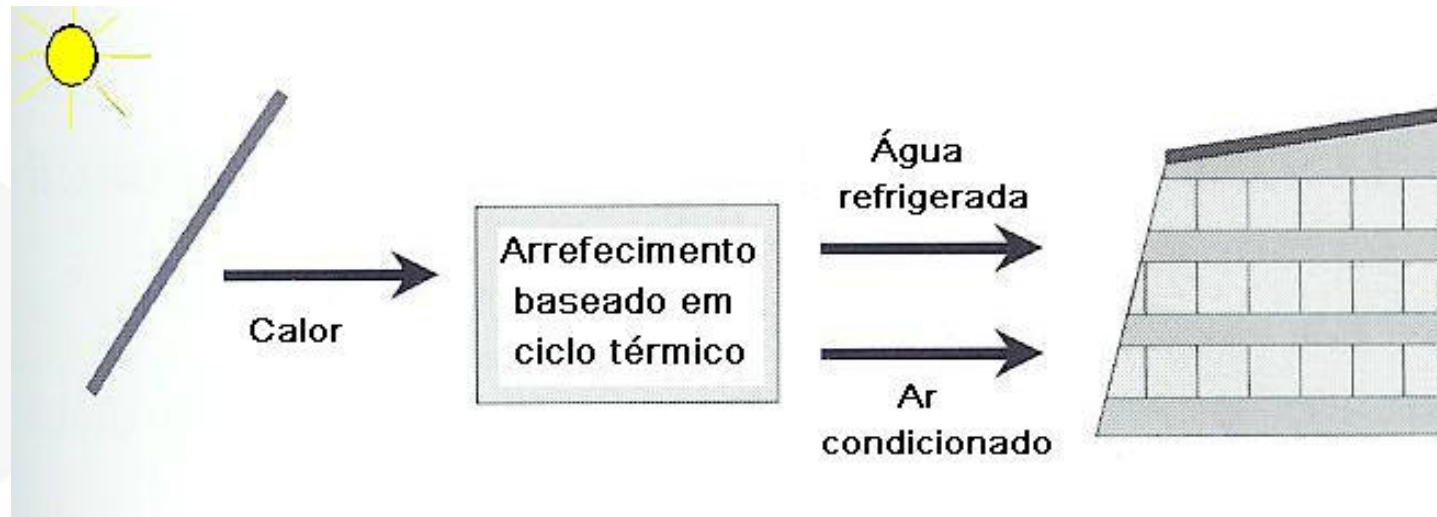 Calor
Arrefecimento
baseado em
ciclo térmico
Água
refrigerada
Ar
condicionado